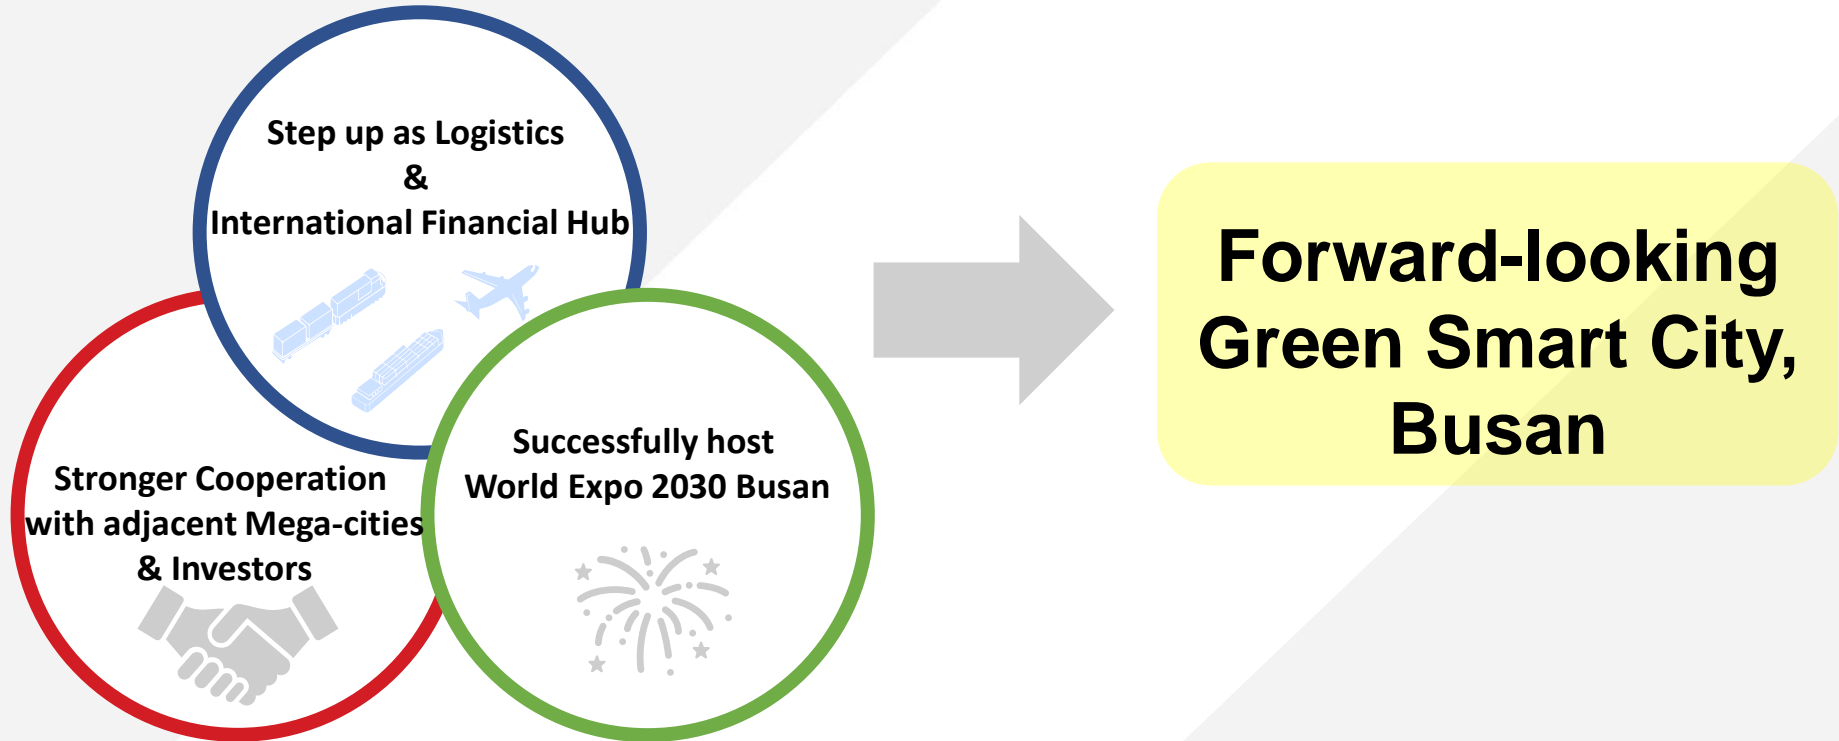 Step up as Logistics
&
International Financial Hub
Stronger Cooperation
with adjacent Mega-cities
& Investors
Successfully host
World Expo 2030 Busan
Forward-looking
Green Smart City,
Busan